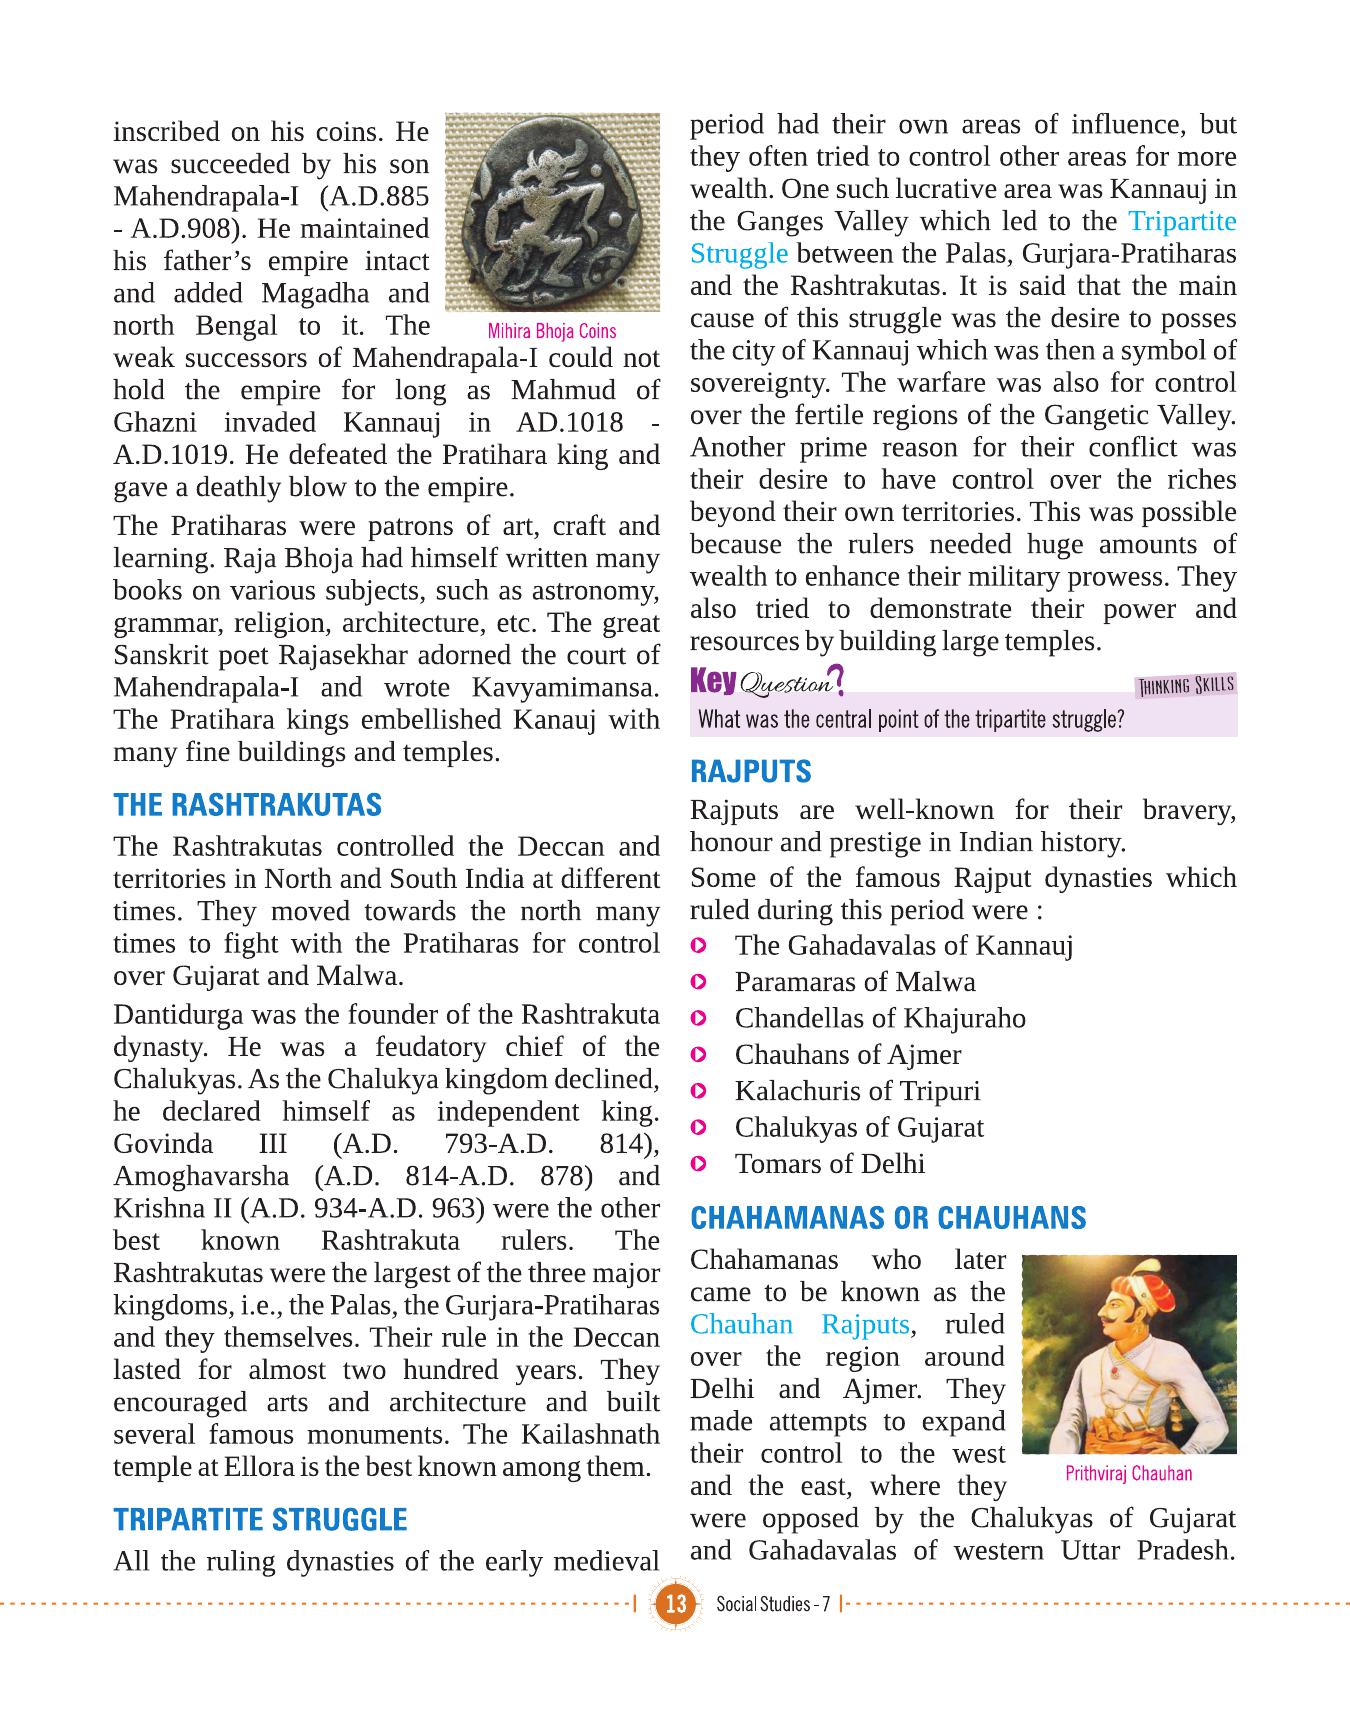 inscribed on his coins. He
was succeeded by his son
Mahendrapala-I (A.D.885
- A.D.908). He maintained
his father’s empire intact
and added Magadha and
north Bengal to it. The
Mihira Bhoja Coins
weak successors of Mahendrapala-I could not
hold the empire for long as Mahmud of
Ghazni invaded Kannauj in AD.1018 -
A.D.1019. He defeated the Pratihara king and
gave a deathly blow to the empire.
The Pratiharas were patrons of art, craft and
learning. Raja Bhoja had himself written many
books on various subjects, such as astronomy,
grammar, religion, architecture, etc. The great
Sanskrit poet Rajasekhar adorned the court of
Mahendrapala-I and wrote Kavyamimansa.
The Pratihara kings embellished Kanauj with
many fine buildings and temples.
THE RASHTRAKUTAS
The Rashtrakutas controlled the Deccan and
territories in North and South India at different
times. They moved towards the north many
times to fight with the Pratiharas for control
over Gujarat and Malwa.
Dantidurga was the founder of the Rashtrakuta
dynasty. He was a feudatory chief of the
Chalukyas. As the Chalukya kingdom declined,
he declared himself as independent king.
Govinda III (A.D. 793-A.D. 814),
Amoghavarsha (A.D. 814-A.D. 878) and
Krishna II (A.D. 934-A.D. 963) were the other
best known Rashtrakuta rulers. The
Rashtrakutas were the largest of the three major
kingdoms, i.e., the Palas, the Gurjara-Pratiharas
and they themselves. Their rule in the Deccan
lasted for almost two hundred years. They
encouraged arts and architecture and built
several famous monuments. The Kailashnath
temple at Ellora is the best known among them.
TRIPARTITE STRUGGLE
All the ruling dynasties of the early medieval
period had their own areas of influence, but
they often tried to control other areas for more
wealth. One such lucrative area was Kannauj in
the Ganges Valley which led to the Tripartite
Struggle between the Palas, Gurjara-Pratiharas
and the Rashtrakutas. It is said that the main
cause of this struggle was the desire to posses
the city of Kannauj which was then a symbol of
sovereignty. The warfare was also for control
over the fertile regions of the Gangetic Valley.
Another prime reason for their conflict was
their desire to have control over the riches
beyond their own territories. This was possible
because the rulers needed huge amounts of
wealth to enhance their military prowess. They
also tried to demonstrate their power and
resources by building large temples.
Key Question?
THINKING SKILLS
What was the central point of the tripartite struggle?
RAJPUTS
Rajputs are well-known for their bravery,
honour and prestige in Indian history.
Some of the famous Rajput dynasties which
ruled during this period were :
The Gahadavalas of Kannauj
Paramaras of Malwa
Chandellas of Khajuraho
Chauhans of Ajmer
Kalachuris of Tripuri
Chalukyas of Gujarat
Tomars of Delhi
CHAHAMANAS OR CHAUHANS
Chahamanas who later
came to be known as the
Chauhan Rajputs, ruled
over the region around
Delhi and Ajmer. They
made attempts to expand
their control to the west
and the east, where they
Prithviraj Chauhan
were opposed by the Chalukyas of Gujarat
and Gahadavalas of western Uttar Pradesh.
13 Social Studies - 7